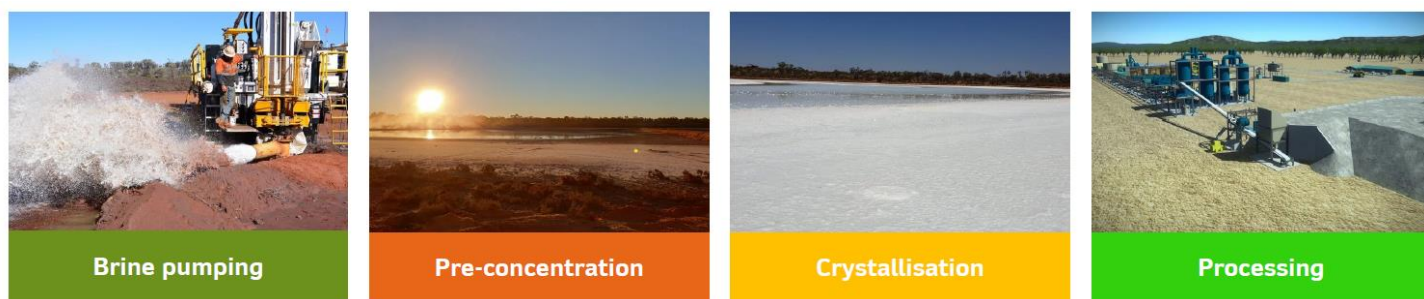 Brine pumping
Pre-concentration
Crystallisation
Processing